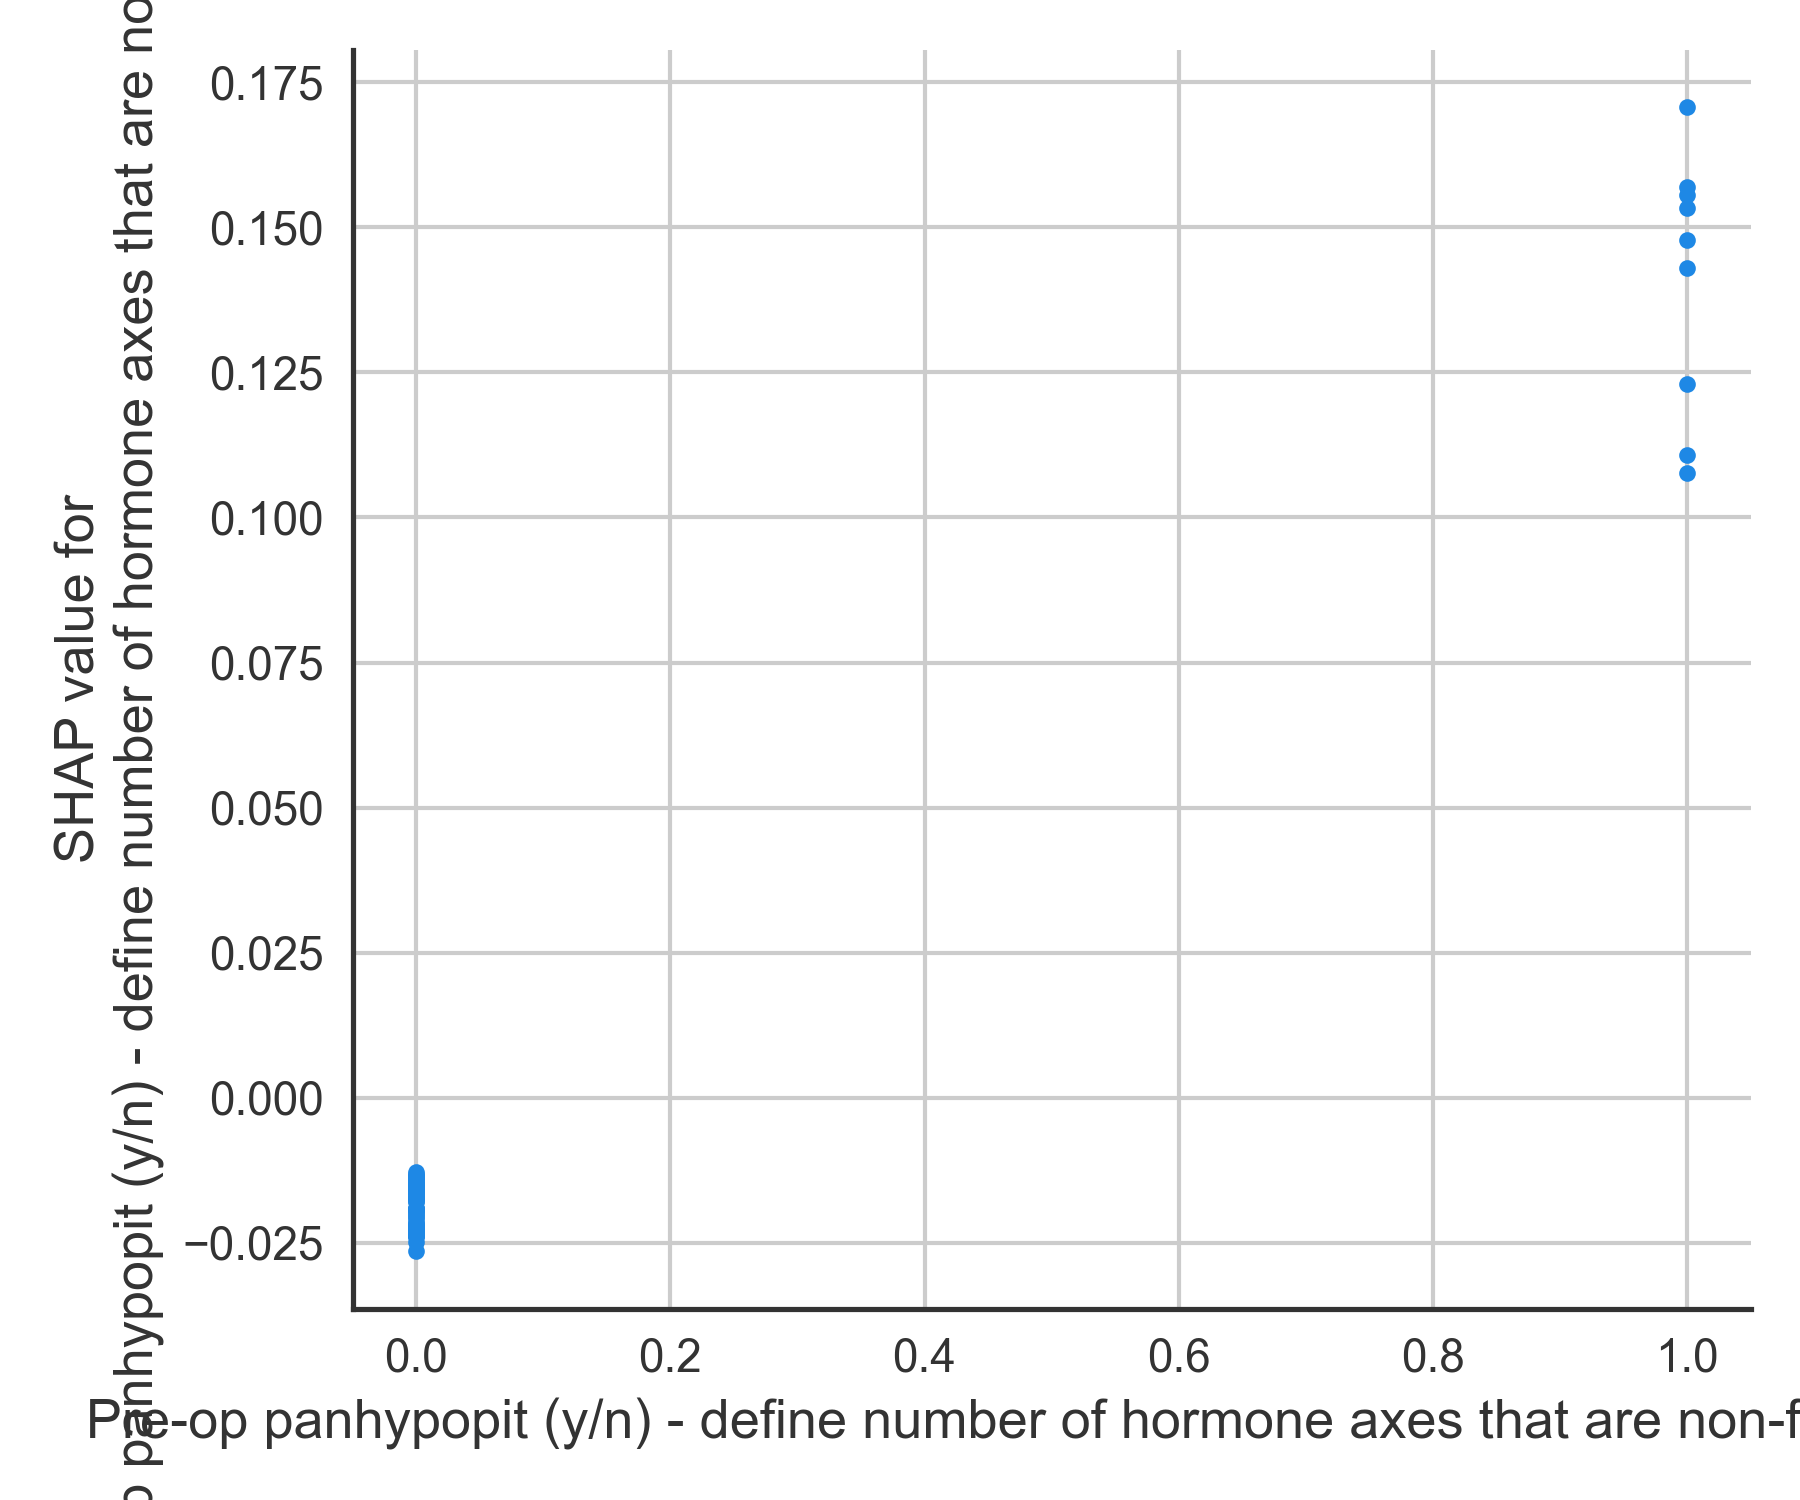 SHAP value for
panhypopit (y/n) - define number of hormone axes that are
0.175
0.150
0.125
0.100
0.075
0.050
0.025
0.000
−0.025
0.0 0.2 0.4 0.6 0.8 1.0
Pre-op panhypopit (y/n) - define number of hormone axes that are non-f